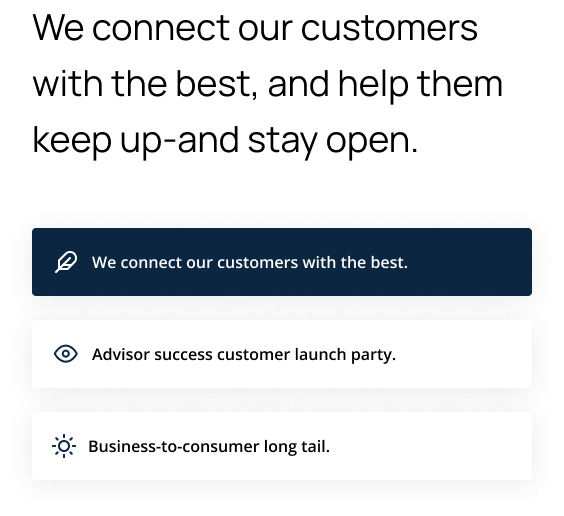 We connect our customers
with the best, and help them
keep up-and stay open.
We connect our customers with the best.
Advisor success customer launch party.
Business-to-consumer long tail.